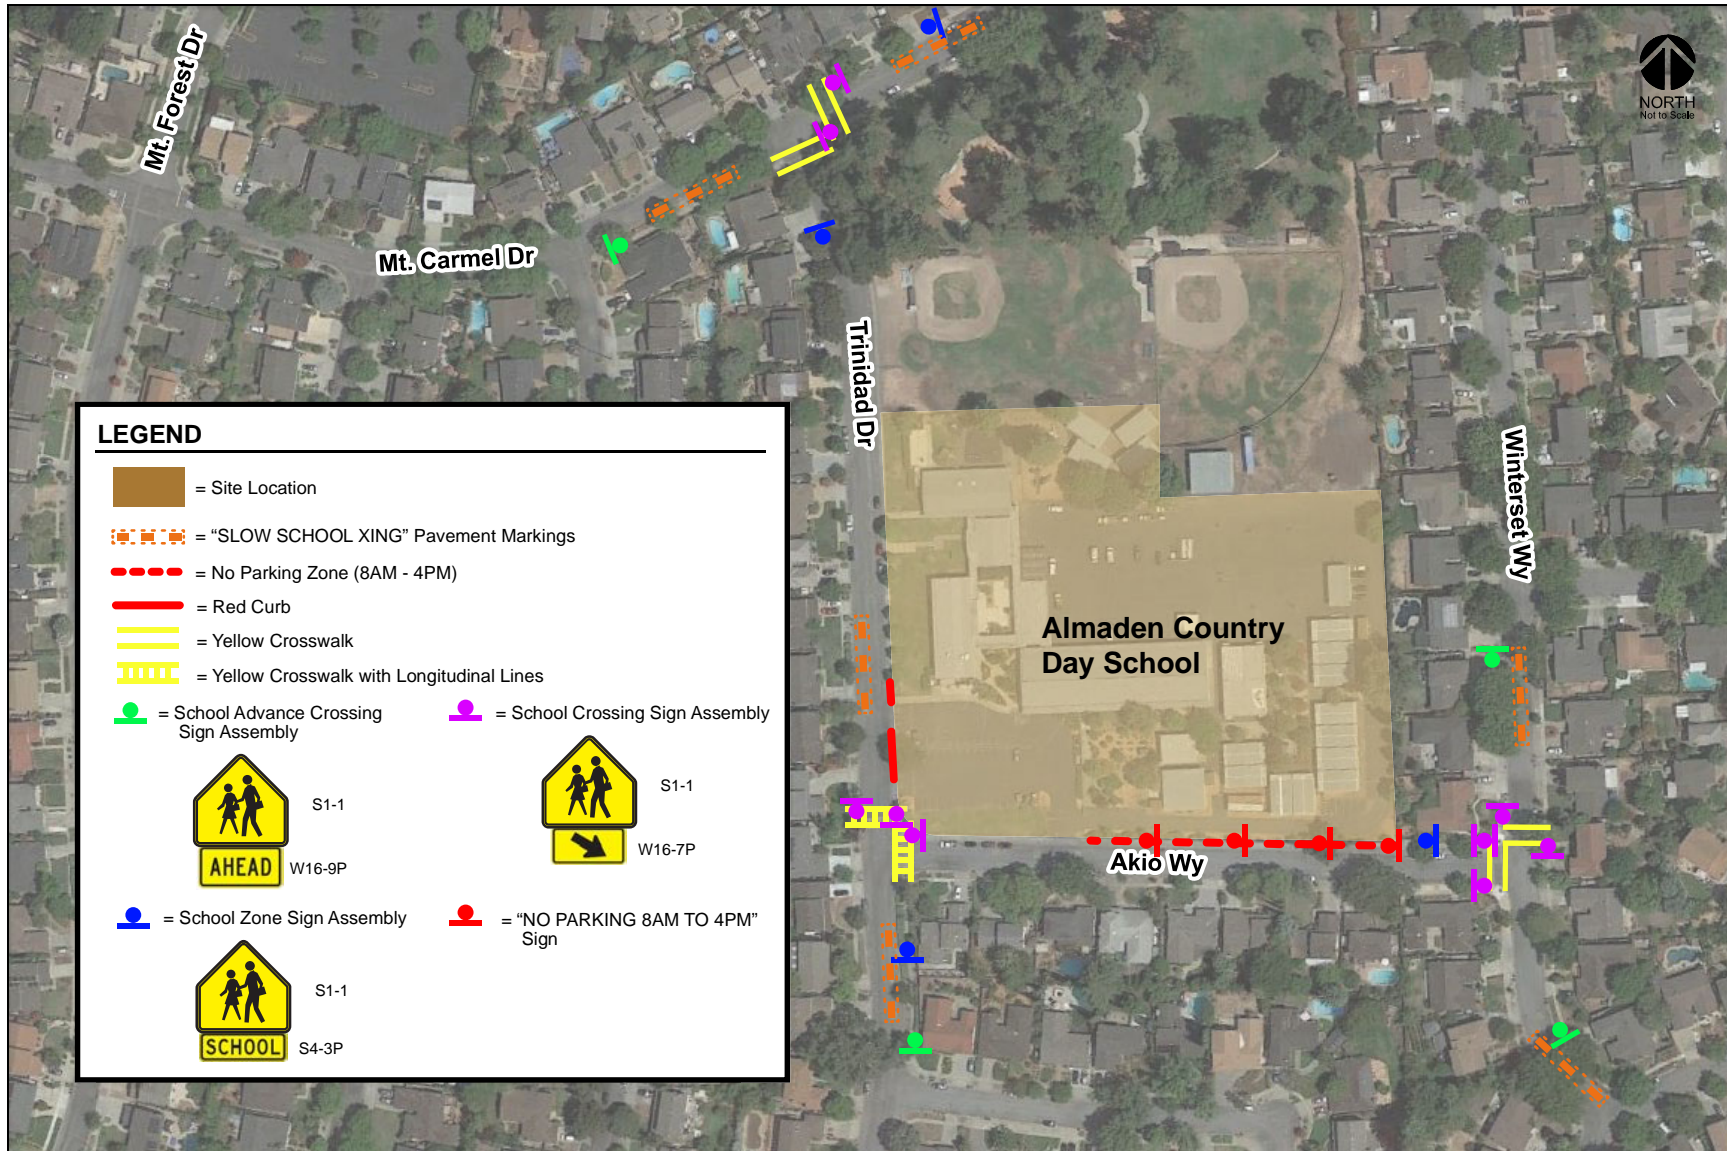 Mt. Forest Dr
NORTH
Not to Scale
Mt. Carmel Dr
Trinidad Dr
Winterset Wy
Almaden Country
Day School
Akio Wy
LEGEND
= Site Location
= “SLOW SCHOOL XING” Pavement Markings
= No Parking Zone (8AM - 4PM)
= Red Curb
= Yellow Crosswalk
= Yellow Crosswalk with Longitudinal Lines
= School Advance Crossing
Sign Assembly
S1-1
AHEAD
W16-9P
= School Crossing Sign Assembly
S1-1
W16-7P
= School Zone Sign Assembly
S1-1
SCHOOL
S4-3P
= “NO PARKING 8AM TO 4PM”
Sign